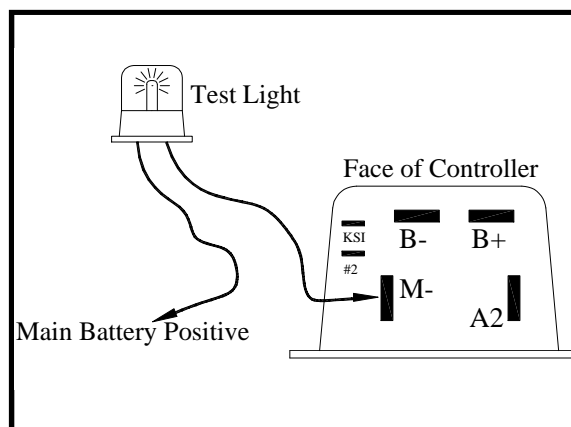 Test Light
Face of Controller
KSI
B-
B+
#2
M-
A2
Main Battery Positive